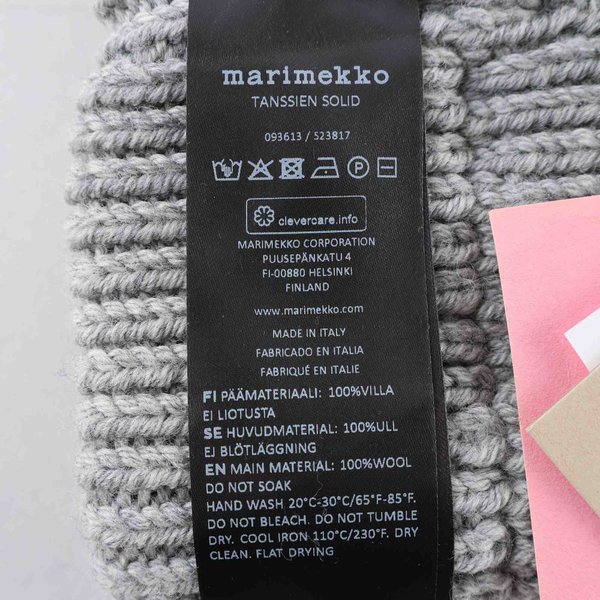 marimekko
TANSSIEN SOLID
093613 / S23817
clevercare.info
MARIMEKKO CORPORATION
PUUSEPÄNKATU 4
FI-00880 HELSINKI
FINLAND
www.marimekko.com
MADE IN ITALY
FABRICADO EN ITALIA
FABRIQUÉ EN ITALIE
FI PÄÄMATERIAALI: 100%VILLA
EI LIOTUSTA
SE HUVUDMATERIAL: 100%ULL
EJ BLÖTLÄGGNING
EN MAIN MATERIAL: 100%WOOL
DO NOT SOAK
HAND WASH 20°C-30°C/65°F-85°F.
DO NOT BLEACH. DO NOT TUMBLE
DRY. COOL IRON 110°C/230°F. DRY
CLEAN. FLAT DRYING